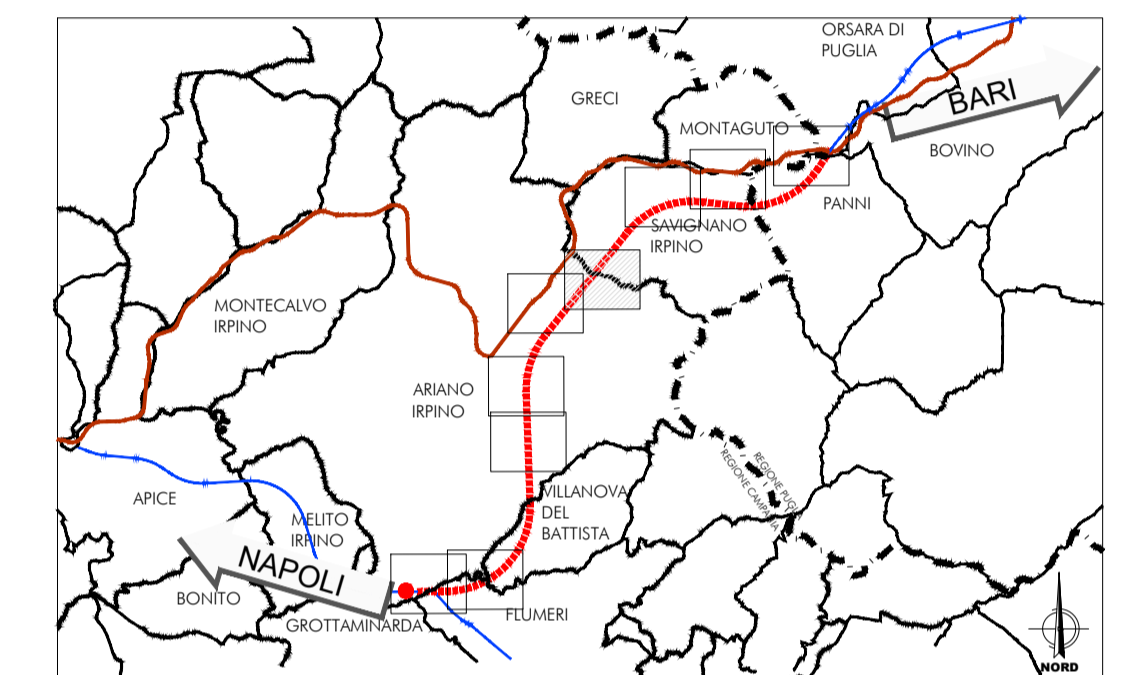 ORSARA DI
PUGLIA
GRECI
BARI
MONTAGUTO
BOVINO
PANNI
SAVIGNANO
IRPINO
MONTECALVO
IRPINO
ARIANO
IRPINO
REGIONE PUGLIA
REGIONE CAMPANIA
VILLANOVA
DEL
BATTISTA
APICE
MELITO
IRPINO
NAPOLI
BONITO
FLUMERI
GROTTAMINARDA
NORD